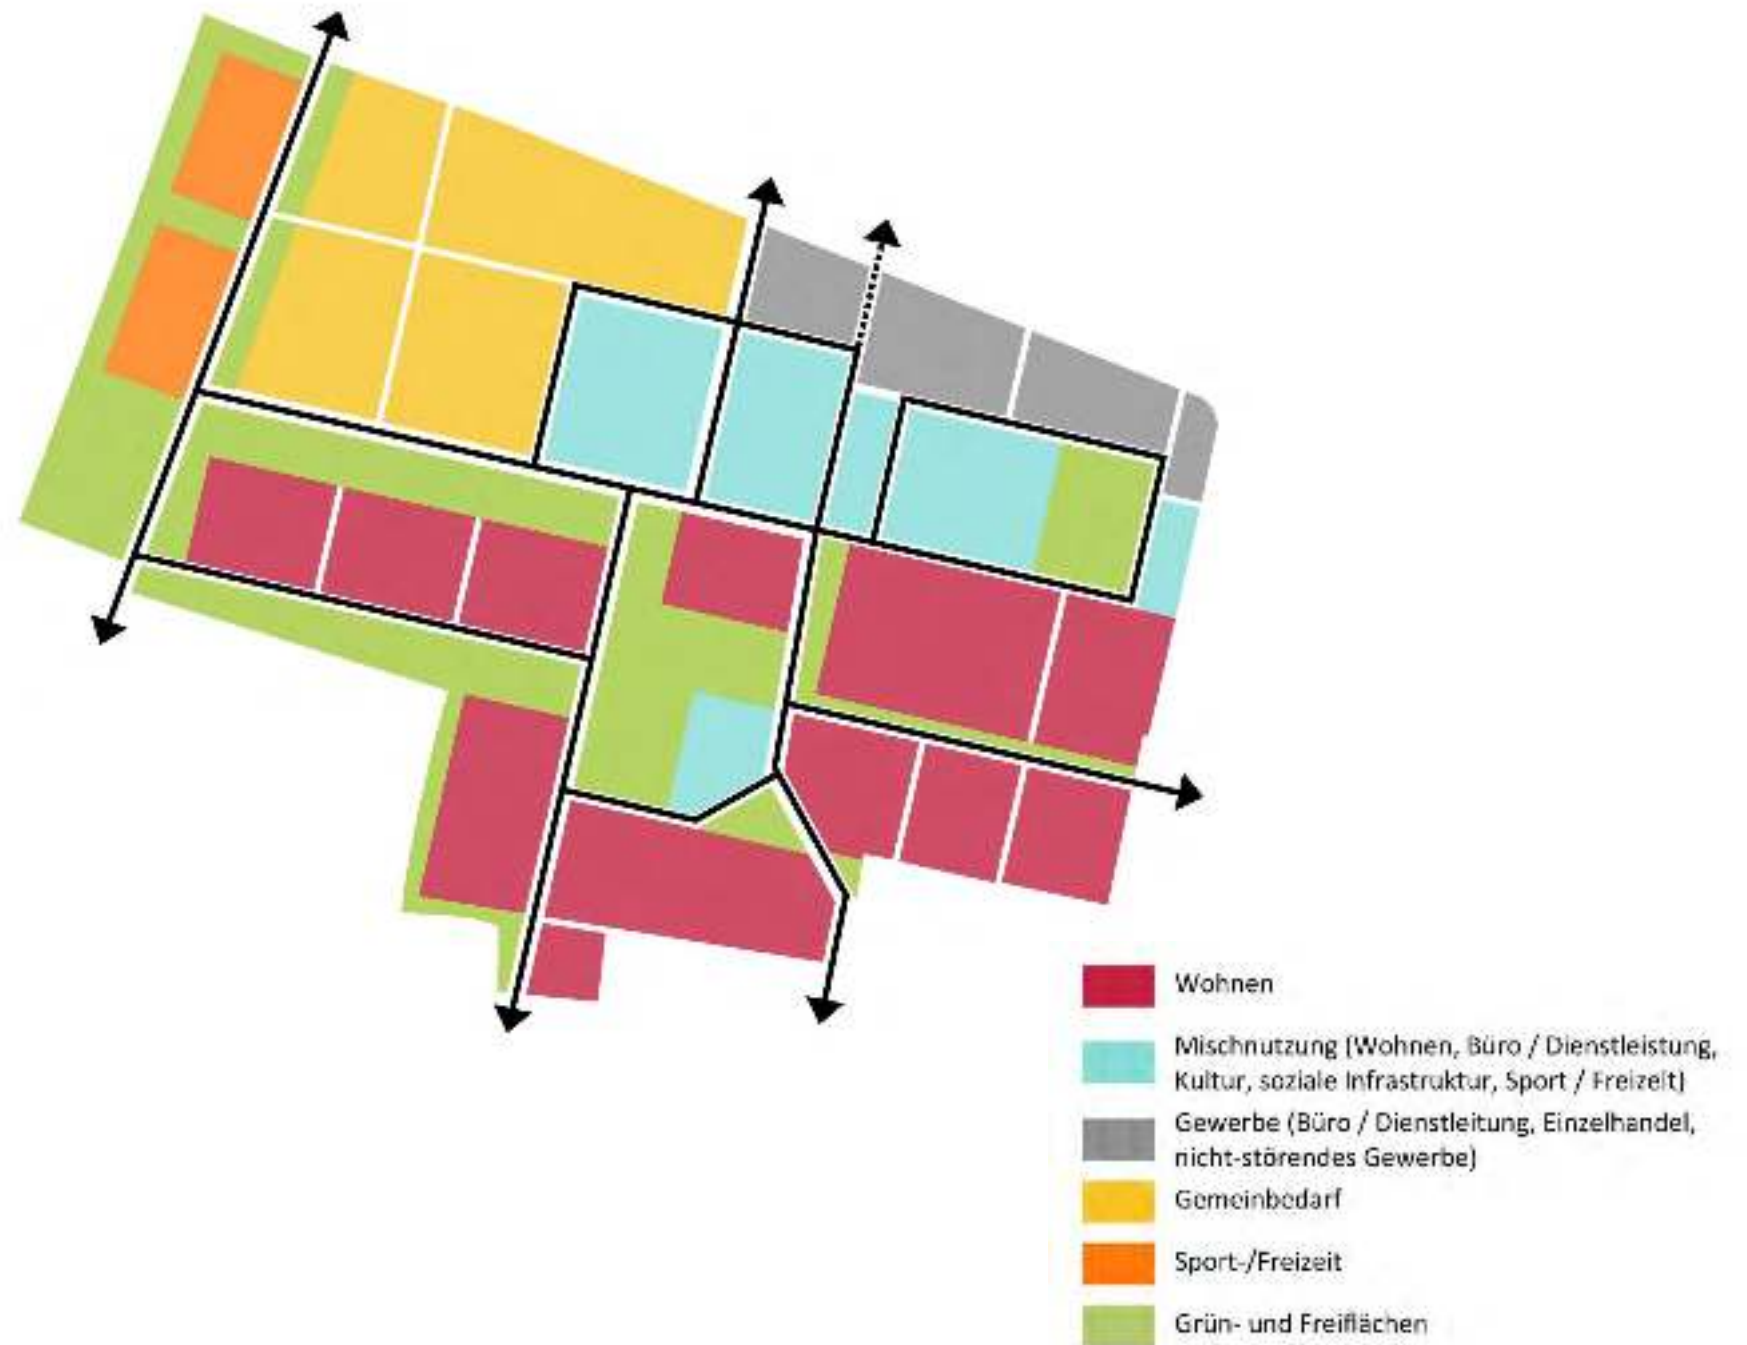 Wohnen
Mischnutzung (Wohnen, Büro / Dienstleistung,
Kultur, soziale Infrastruktur, Sport / Freizeit)
Gewerbe (Büro / Dienstleitung, Einzelhandel,
nicht-störendes Gewerbe)
Gemeinbedarf
Sport-/Freizeit
Grün- und Freiflächen